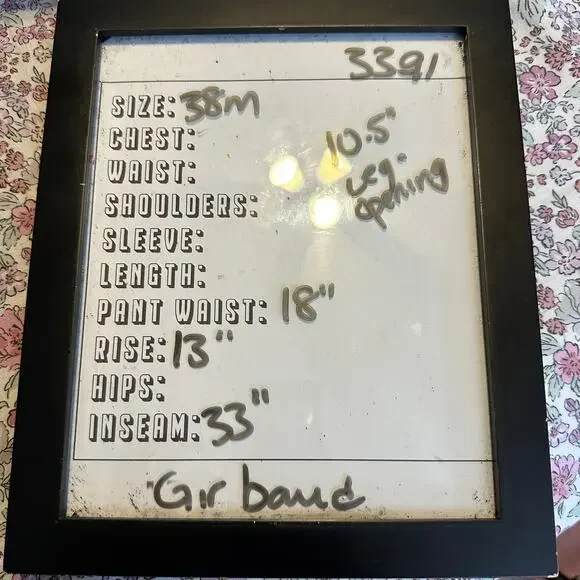 3391
SIZE: 38m
CHEST:
10.5"
WAIST:
Leg.
opening
SHOULDERS:
SLEEVE:
LENGTH:
PANT WAIST: 18"
RISE: 13"
HIPS:
INSEAM: 33"
Girbaud